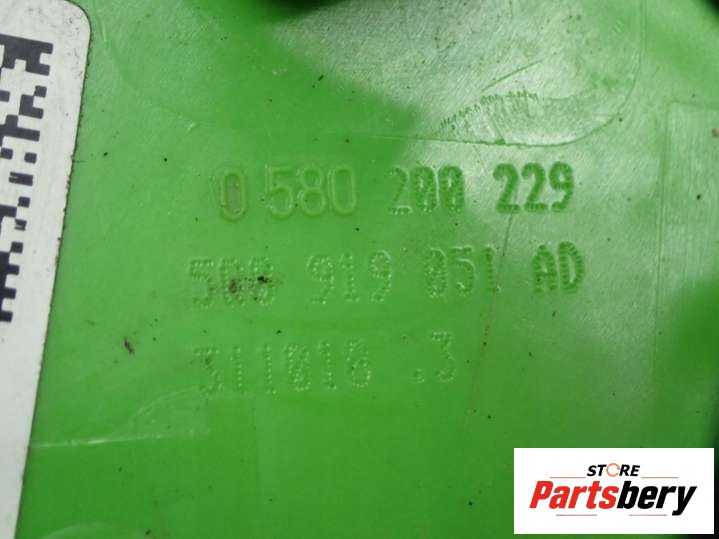 0 580 200 229
5Q0 919 051 AD
311016 .3
STORE
Partsbery